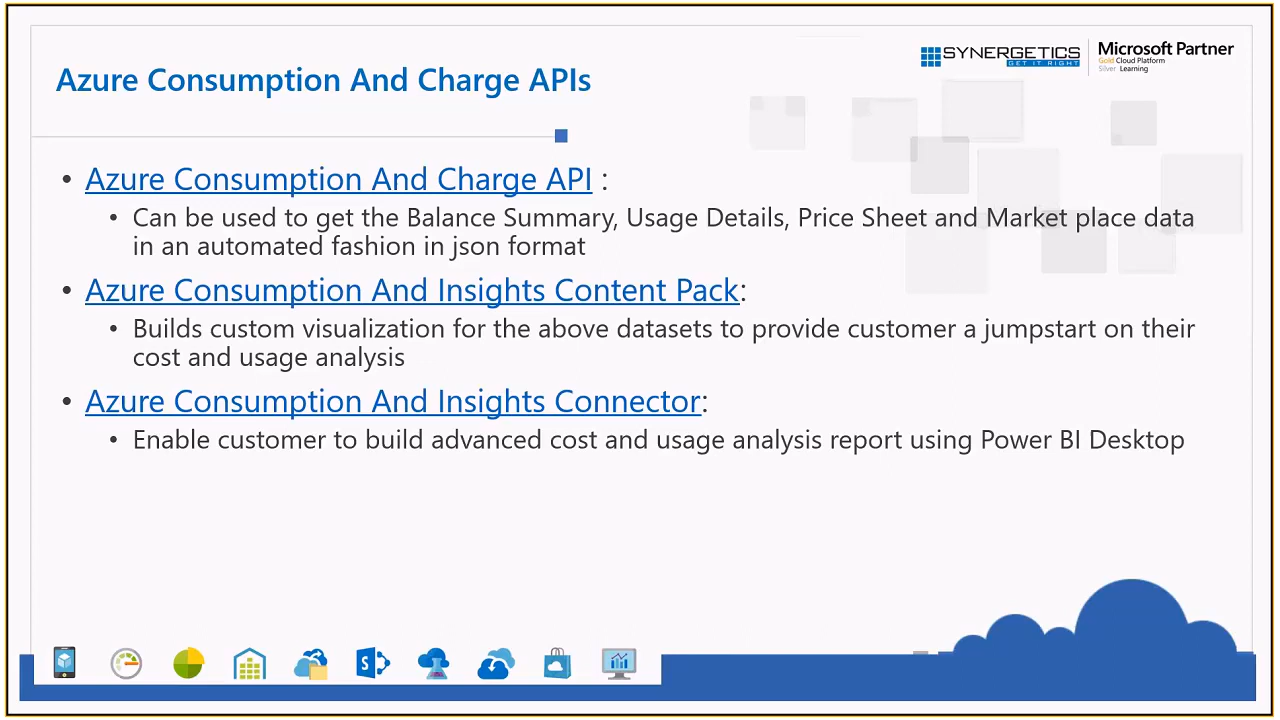 SYNERGETICS
GET IT RIGHT
Microsoft Partner
Gold Cloud Platform
Silver Learning
Azure Consumption And Charge APIs
• Azure Consumption And Charge API :
• Can be used to get the Balance Summary, Usage Details, Price Sheet and Market place data
in an automated fashion in json format
• Azure Consumption And Insights Content Pack:
• Builds custom visualization for the above datasets to provide customer a jumpstart on their
cost and usage analysis
• Azure Consumption And Insights Connector:
• Enable customer to build advanced cost and usage analysis report using Power BI Desktop
S